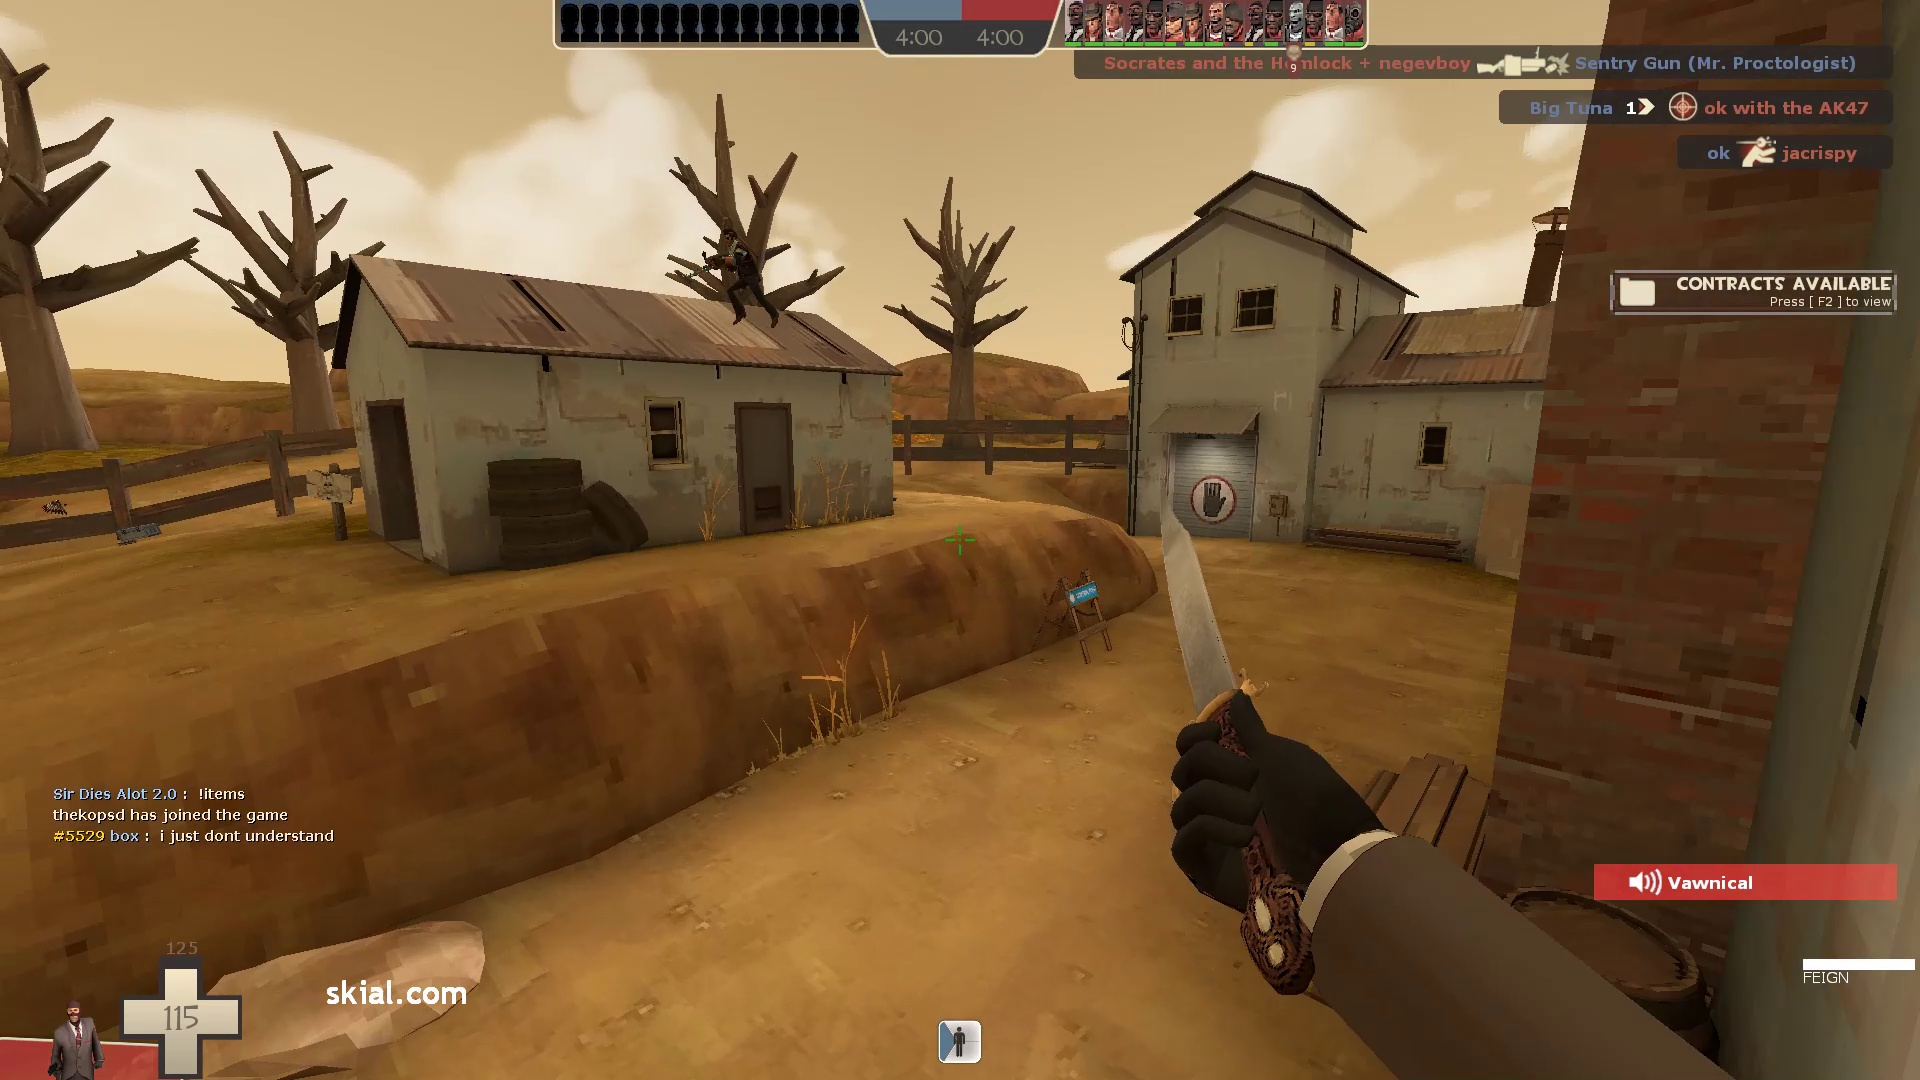 4:00 4:00
9
Socrates and the Hemlock + negevboy Sentry Gun (Mr. Proctologist)
Big Tuna 1 ok with the AK47
ok jacrispy
CONTRACTS AVAILABLE
Press [ F2 ] to view
Sir Dies Alot 2.0 : !items
thekopsd has joined the game
#5529 box : i just dont understand
Vawnical
125
115
skial.com
FEIGN